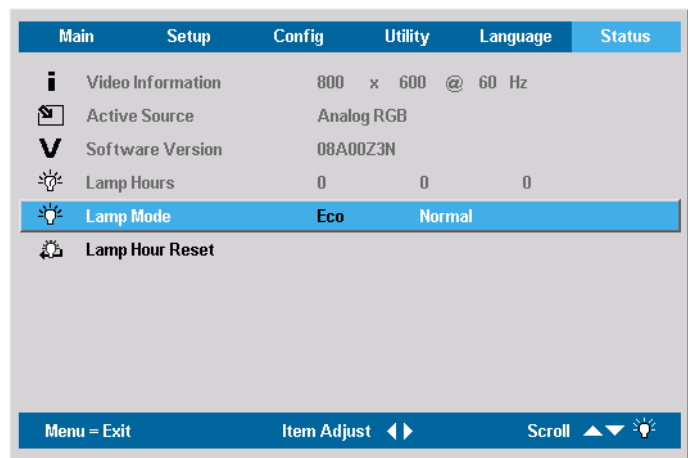 Main Setup Config Utility Language Status
i Video Information 800 x 600 @ 60 Hz
Active Source Analog RGB
V Software Version 08A00Z3N
Lamp Hours 0 0 0
Lamp Mode Eco Normal
Lamp Hour Reset
Menu = Exit Item Adjust Scroll